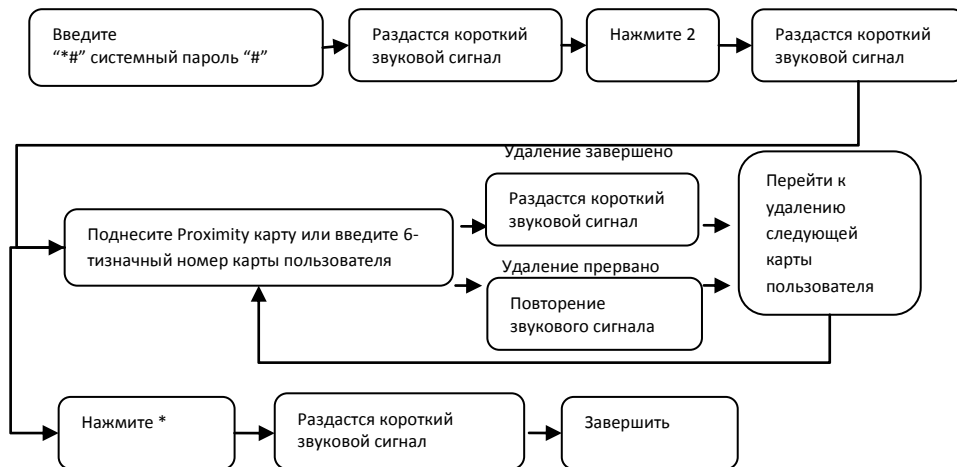 Введите
“*#” системный пароль “#”
Раздастся короткий
звуковой сигнал
Нажмите 2
Раздастся короткий
звуковой сигнал
Поднесите Proximity карту или введите 6-
тизначный номер карты пользователя
Удаление завершено
Раздастся короткий
звуковой сигнал
Удаление прервано
Повторение
звукового сигнала
Перейти к
удалению
следующей
карты
пользователя
Нажмите *
Раздастся короткий
звуковой сигнал
Завершить